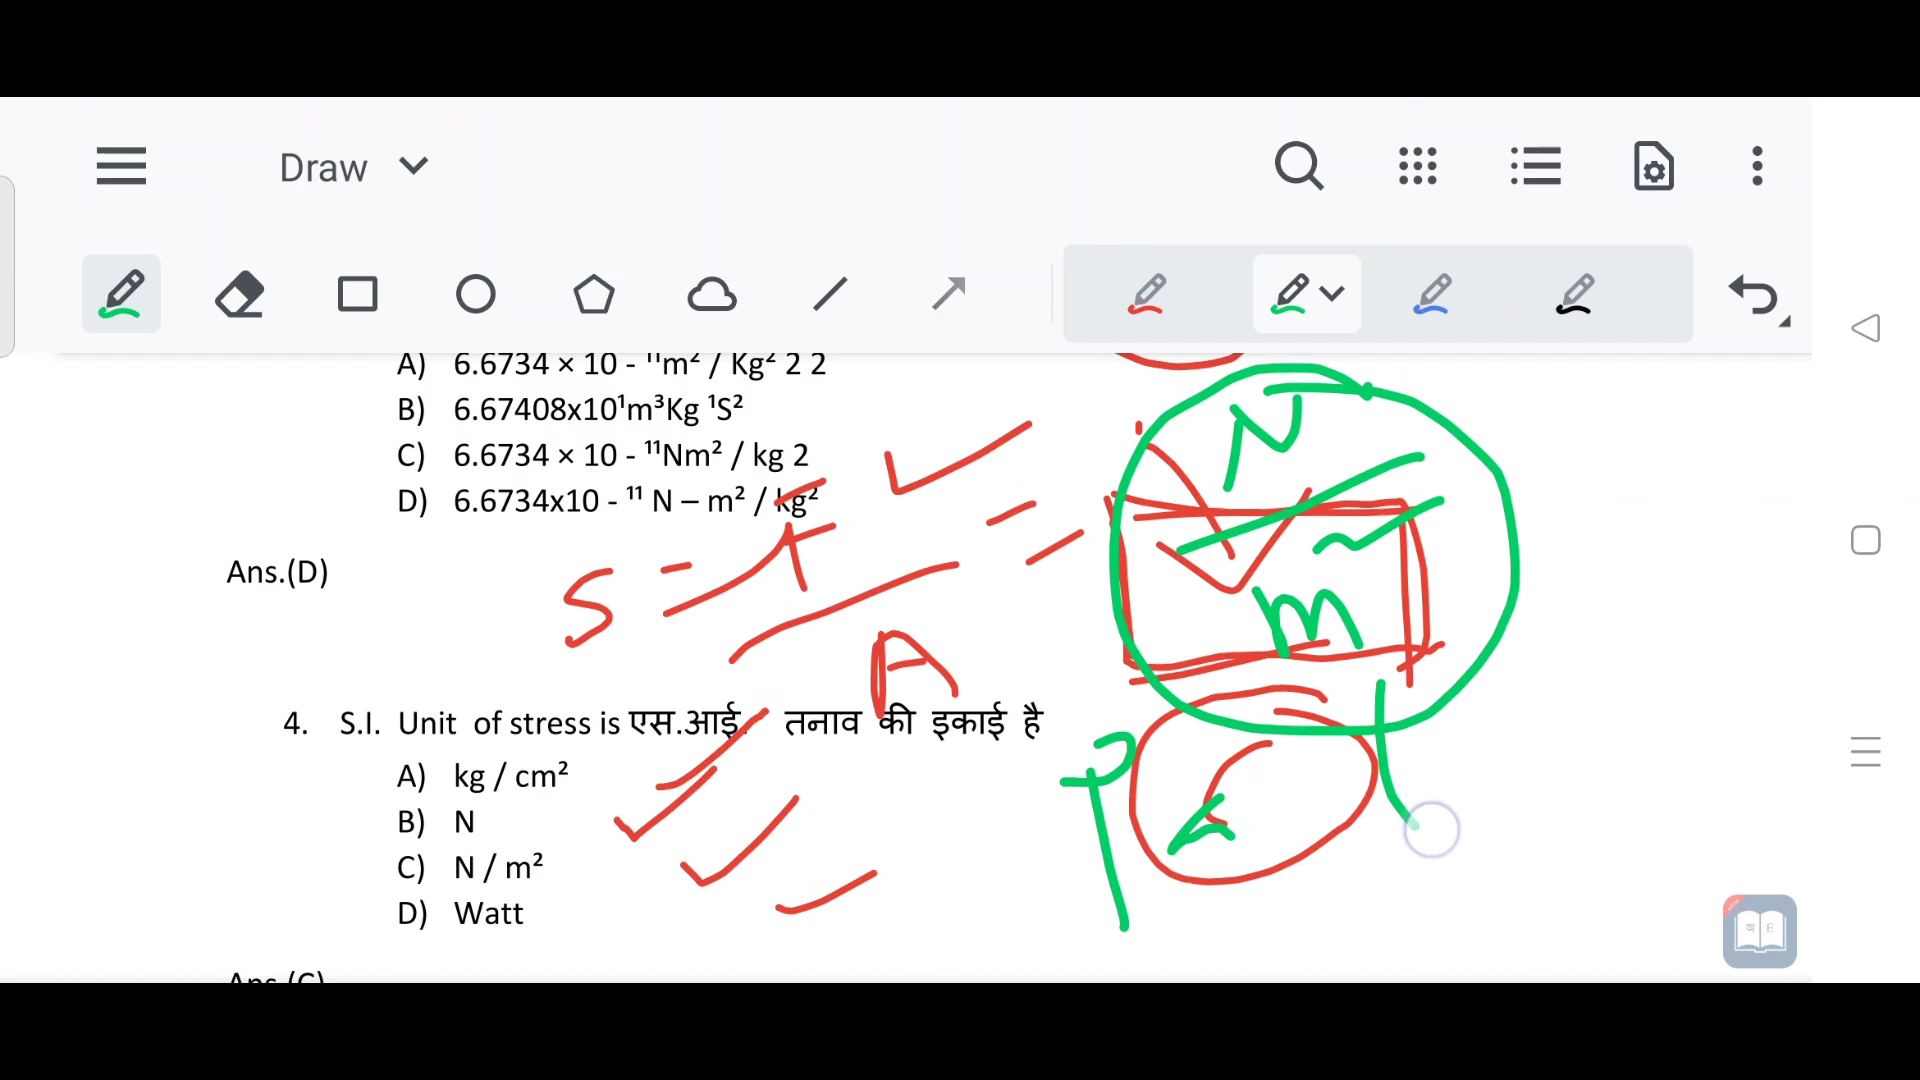 Draw
A) 6.6734 × 10 - ¹¹m² / Kg² 2 2
B) 6.67408x10¹m³Kg ¹S²
C) 6.6734 × 10 - ¹¹Nm² / kg 2
D) 6.6734x10 - ¹¹ N – m² / kg²
Ans.(D)
S = F / A =
N
m
4. S.I. Unit of stress is एस.आई. तनाव की इकाई है
A) kg / cm²
B) N
C) N / m²
D) Watt
P
Ans.(C)